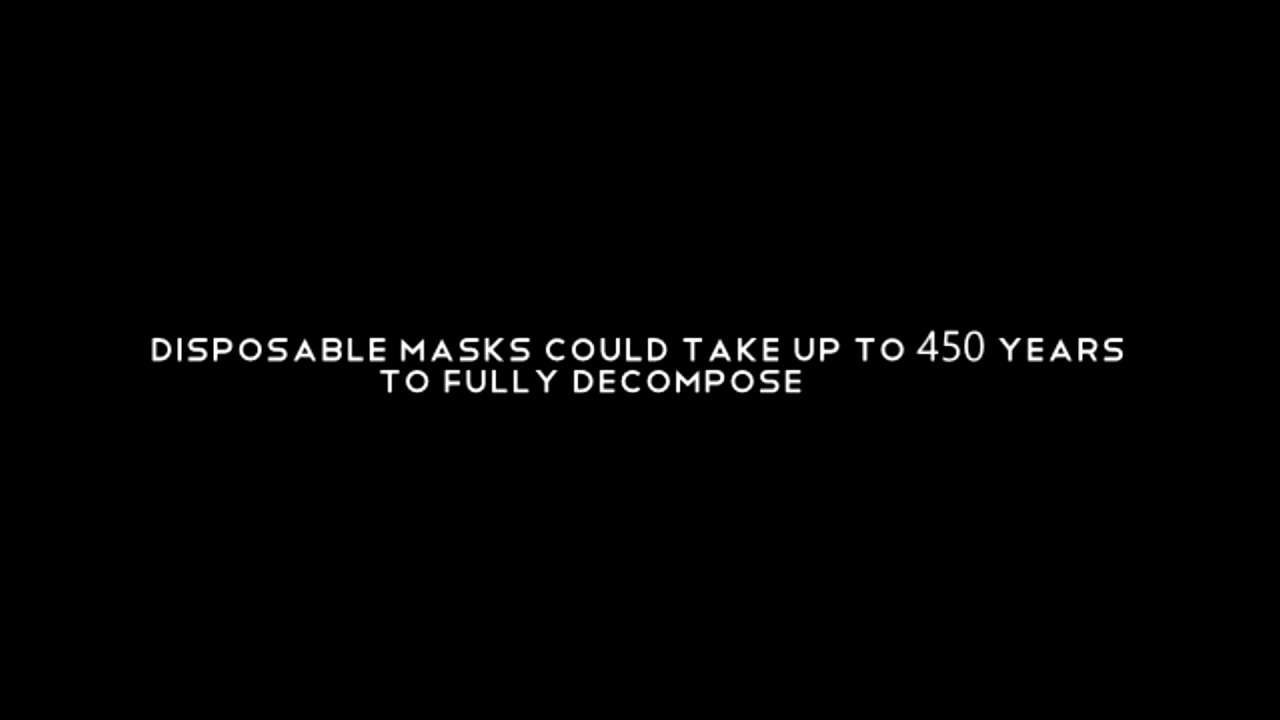 DISPOSABLE MASKS COULD TAKE UP TO 450 YEARS
TO FULLY DECOMPOSE